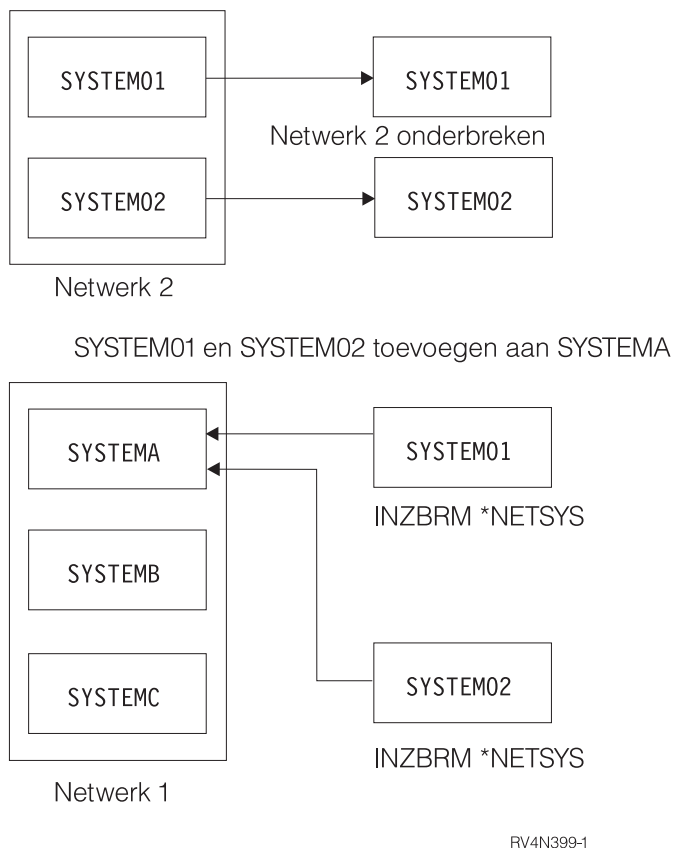 SYSTEM01
SYSTEM01
Netwerk 2 onderbreken
SYSTEM02
SYSTEM02
Netwerk 2
SYSTEM01 en SYSTEM02 toevoegen aan SYSTEMA
SYSTEMA
SYSTEM01
INZBRM *NETSYS
SYSTEMB
SYSTEMC
SYSTEM02
INZBRM *NETSYS
Netwerk 1
RV4N399-1